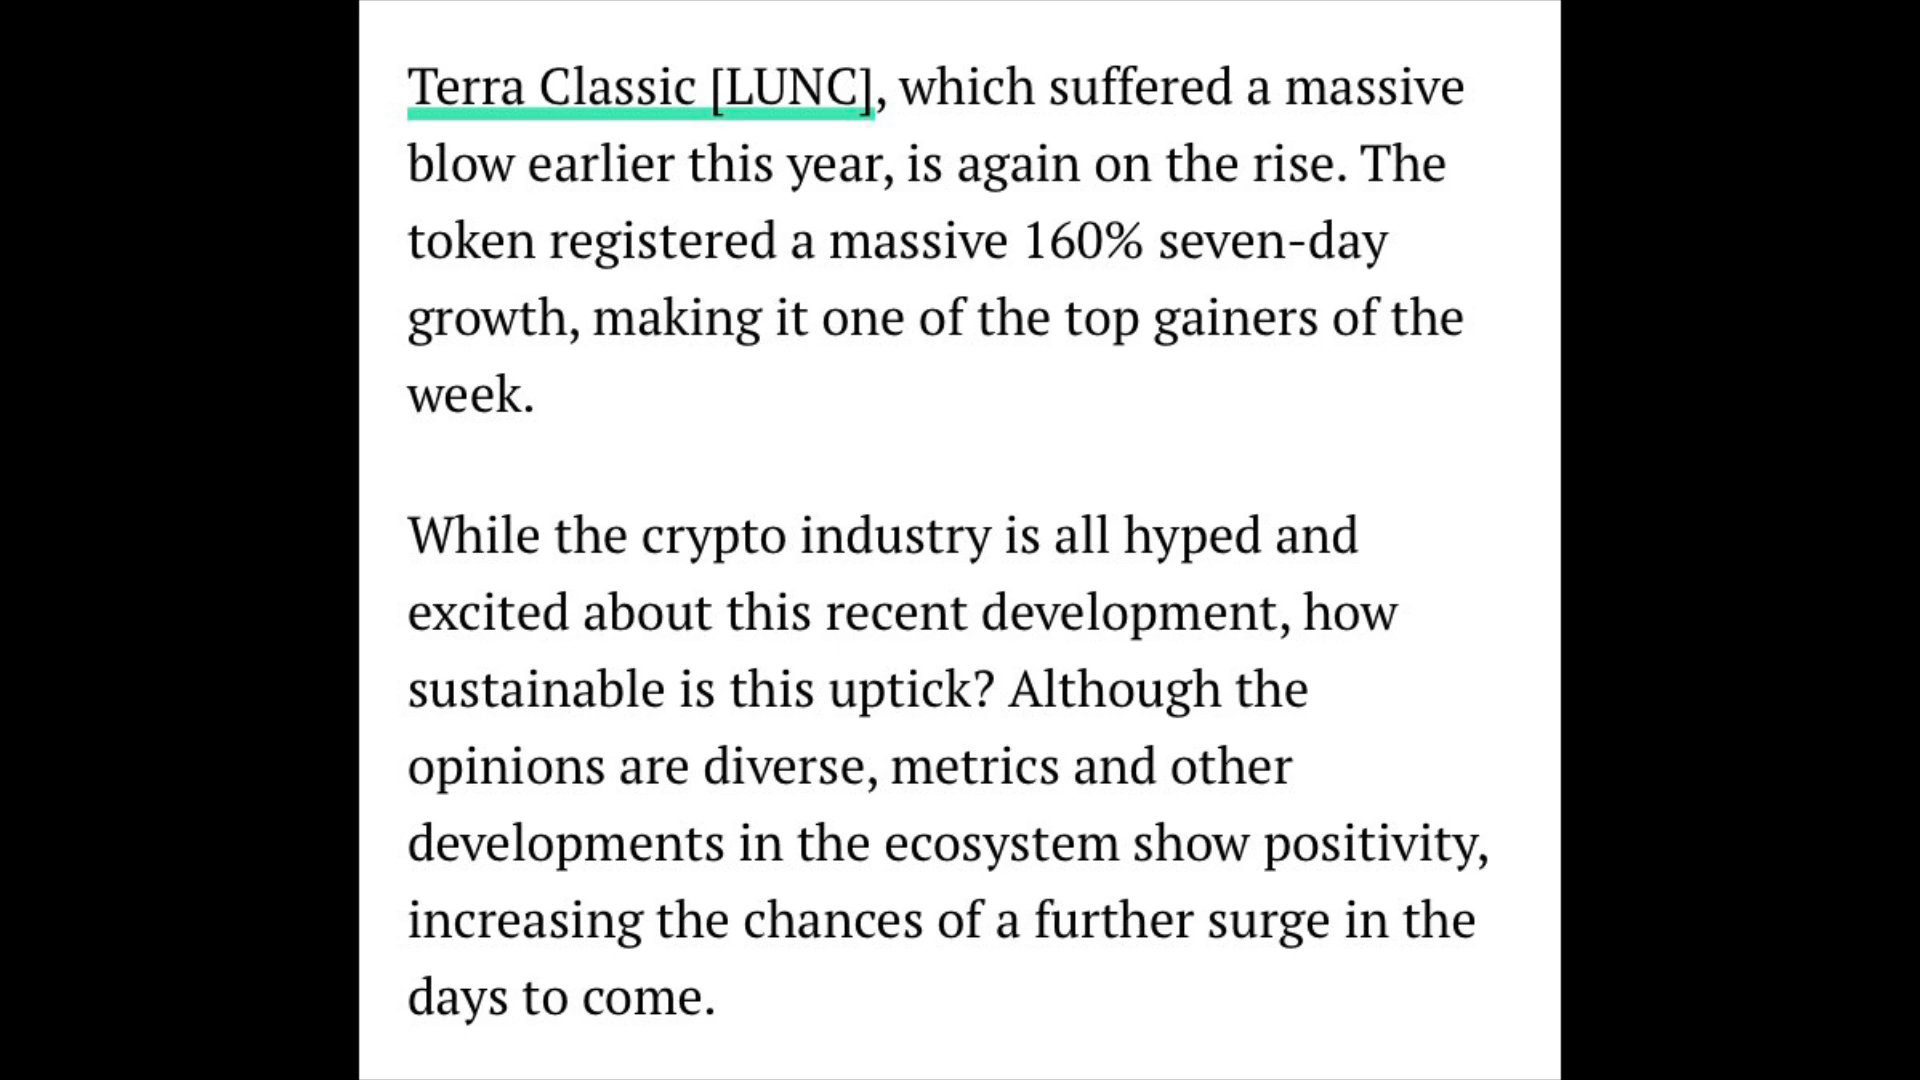 Terra Classic [LUNC], which suffered a massive
blow earlier this year, is again on the rise. The
token registered a massive 160% seven-day
growth, making it one of the top gainers of the
week.
While the crypto industry is all hyped and
excited about this recent development, how
sustainable is this uptick? Although the
opinions are diverse, metrics and other
developments in the ecosystem show positivity,
increasing the chances of a further surge in the
days to come.